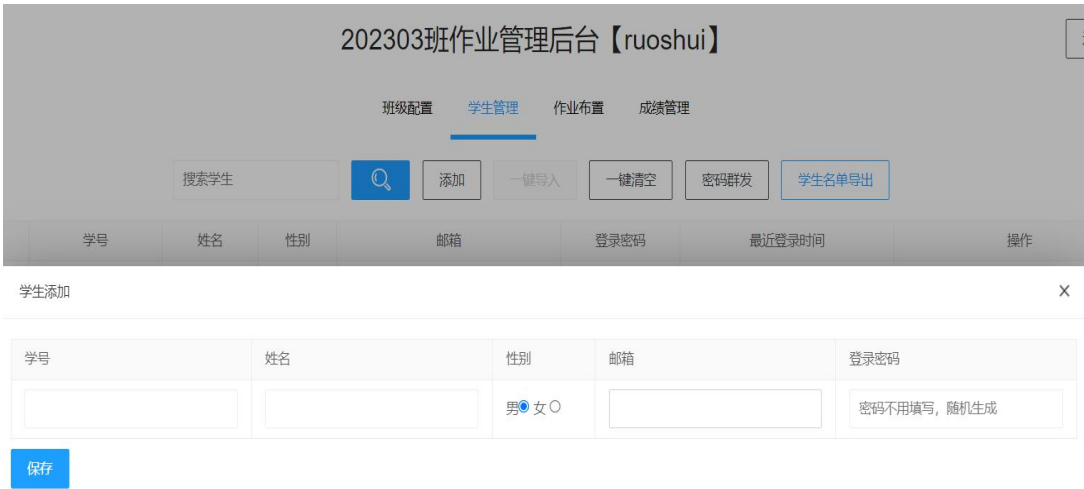 202303班作业管理后台【ruoshui】
班级配置 学生管理 作业布置 成绩管理
搜索学生 添加 一键导入 一键清空 密码群发 学生名单导出
学号 姓名 性别 邮箱 登录密码 最近登录时间 操作
学生添加 X
学号 姓名 性别 邮箱 登录密码
男 女 密码不用填写，随机生成
保存